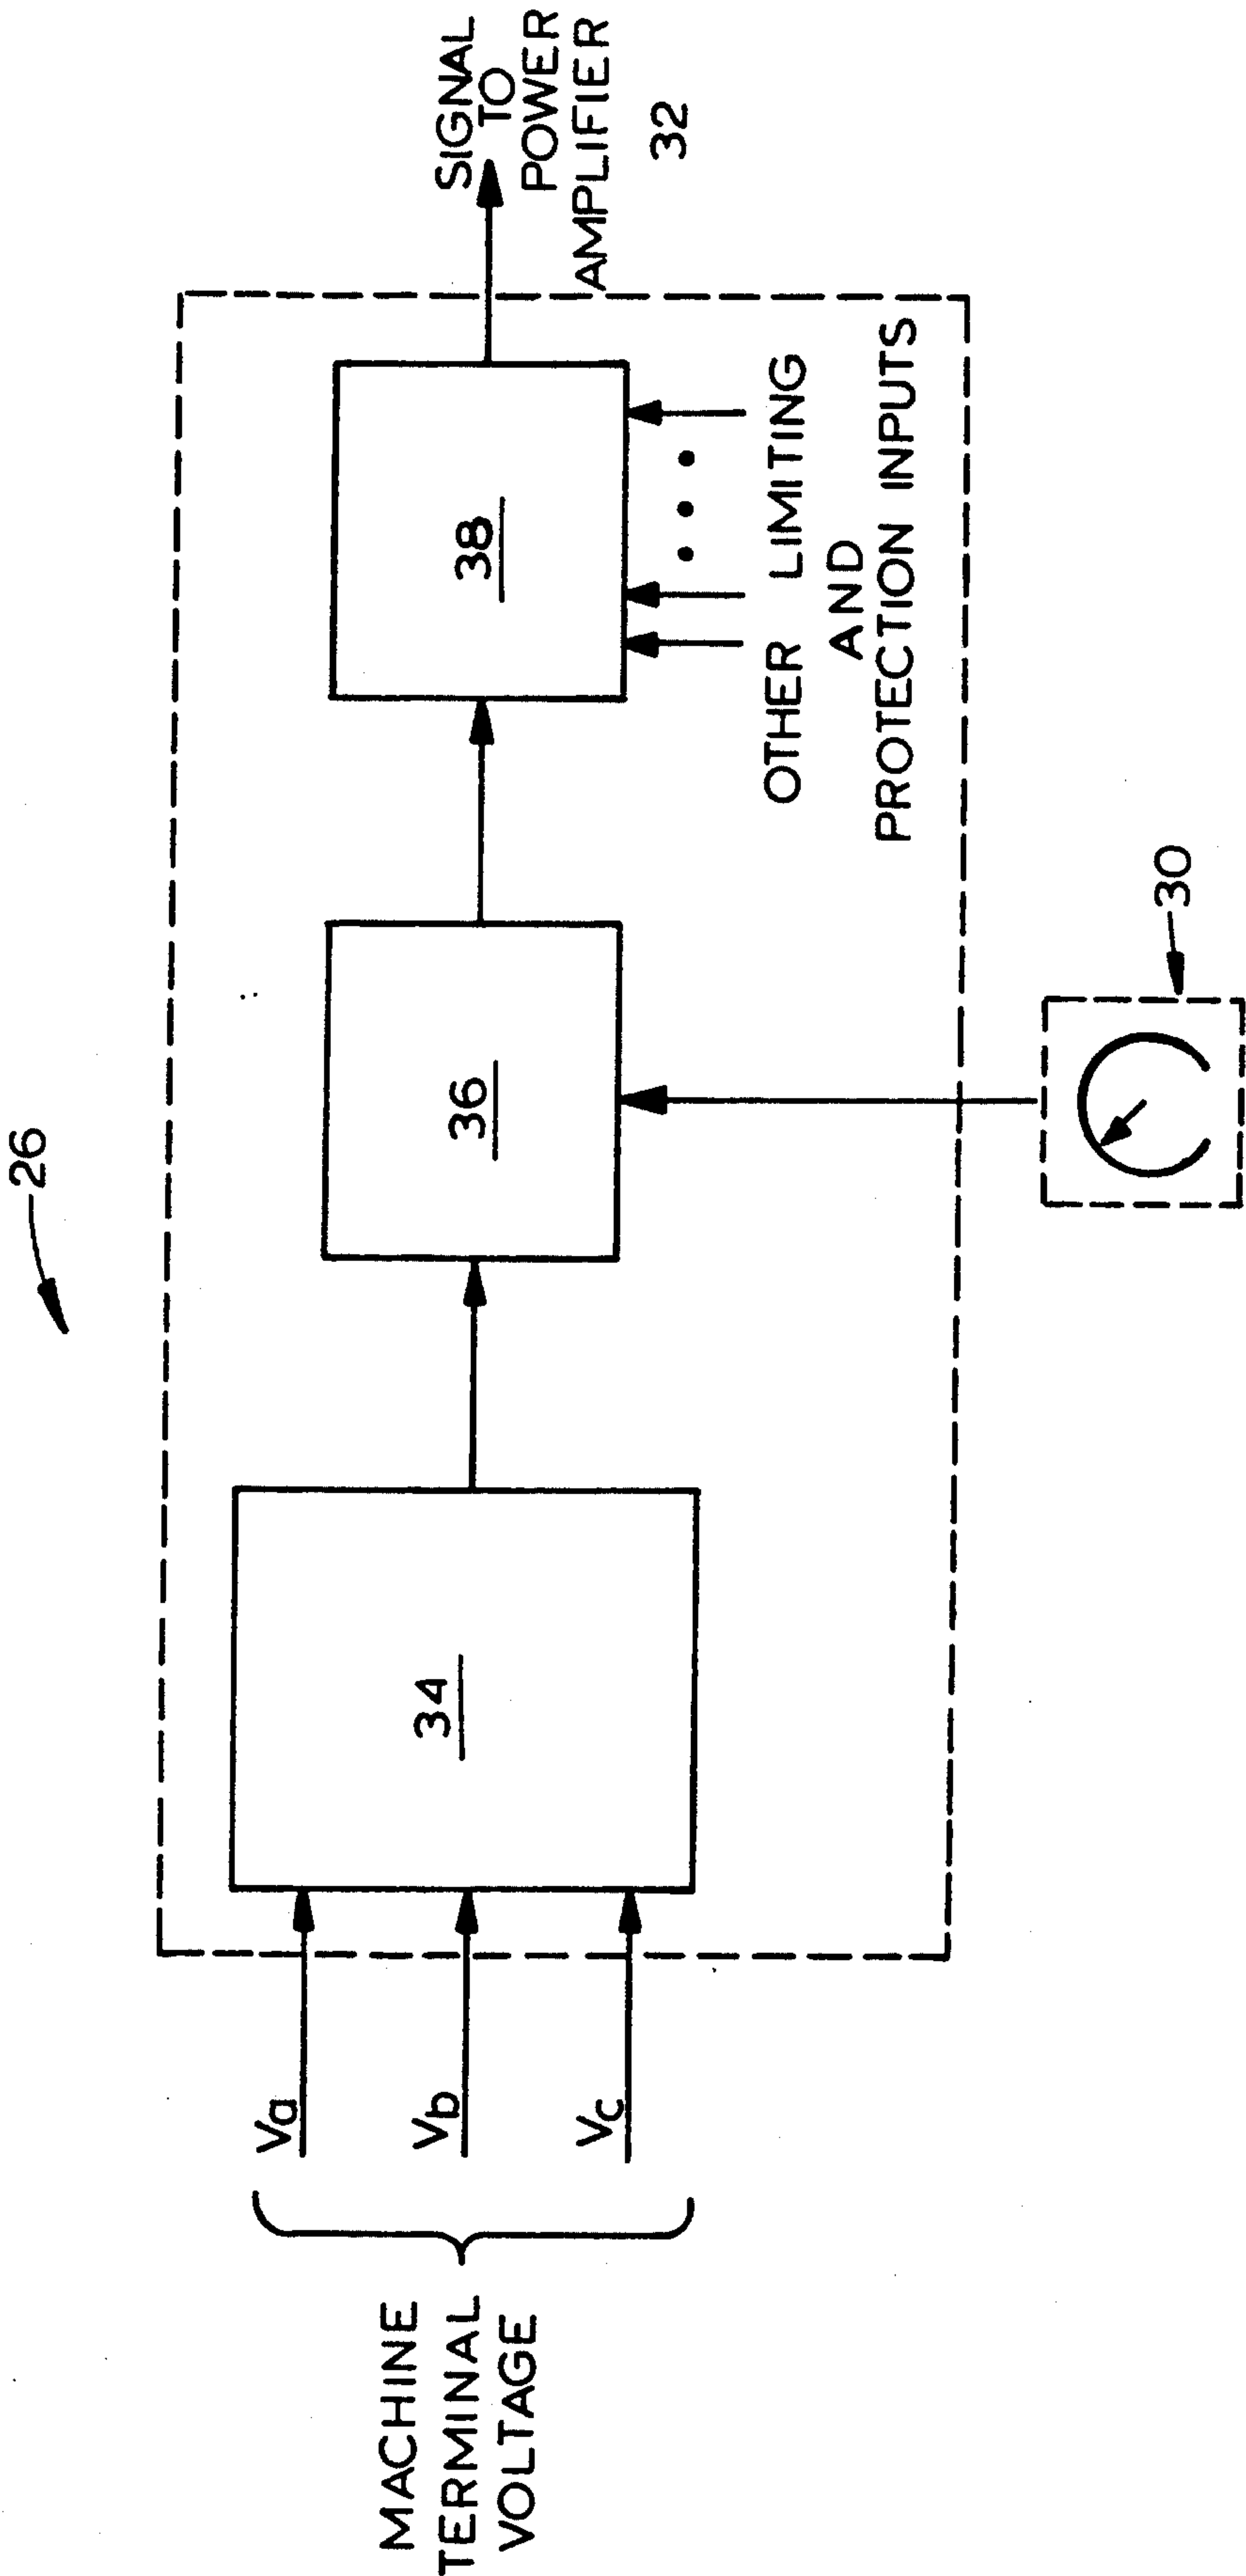 26
MACHINE
TERMINAL
VOLTAGE
Va
Vb
Vc
34
36
38
SIGNAL
TO
POWER
AMPLIFIER
32
OTHER LIMITING
AND
PROTECTION INPUTS
30